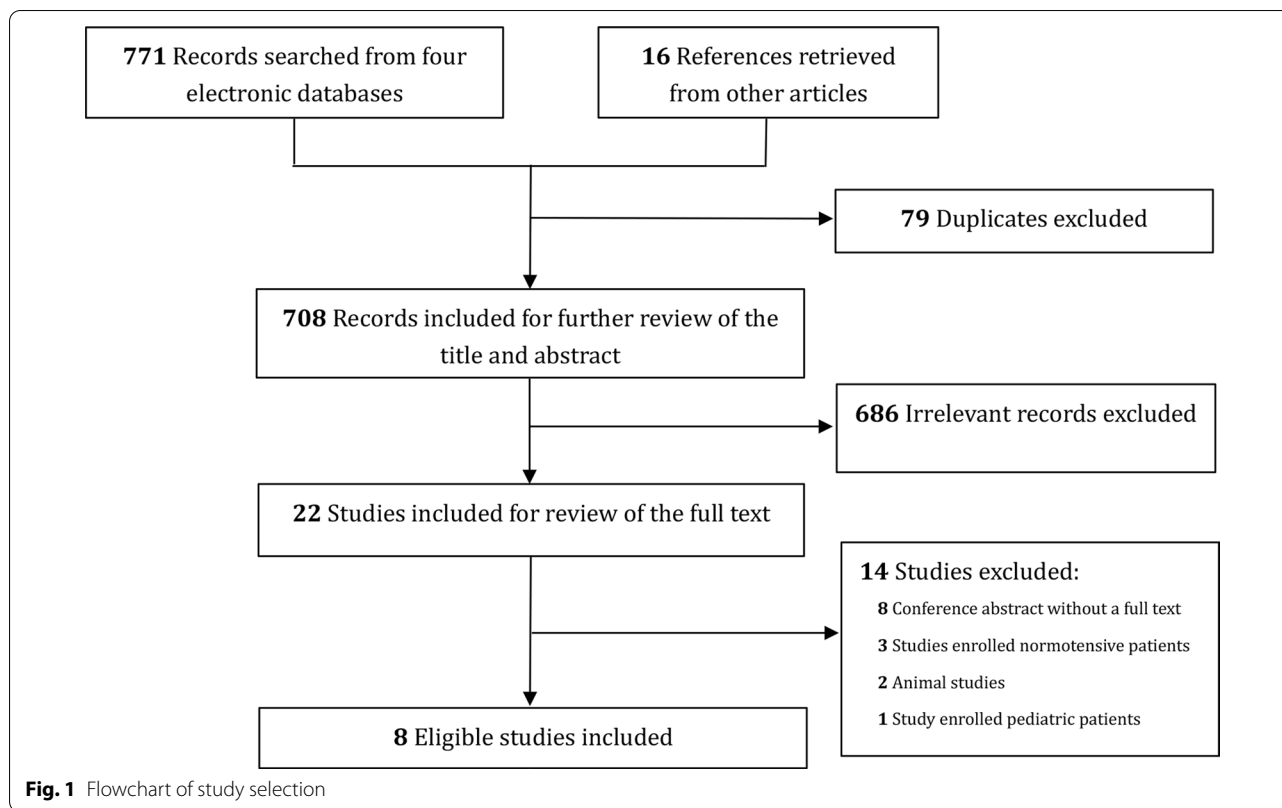 771 Records searched from four
electronic databases
16 References retrieved
from other articles
79 Duplicates excluded
708 Records included for further review of the
title and abstract
686 Irrelevant records excluded
22 Studies included for review of the full text
14 Studies excluded:
8 Conference abstract without a full text
3 Studies enrolled normotensive patients
2 Animal studies
1 Study enrolled pediatric patients
8 Eligible studies included
Fig. 1 Flowchart of study selection